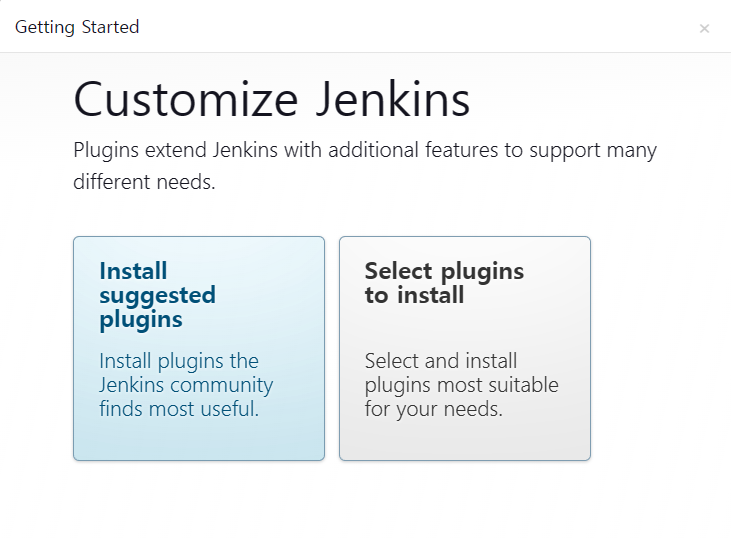 Getting Started
×
Customize Jenkins
Plugins extend Jenkins with additional features to support many
different needs.
Install
suggested
plugins
Install plugins the
Jenkins community
finds most useful.
Select plugins
to install
Select and install
plugins most suitable
for your needs.